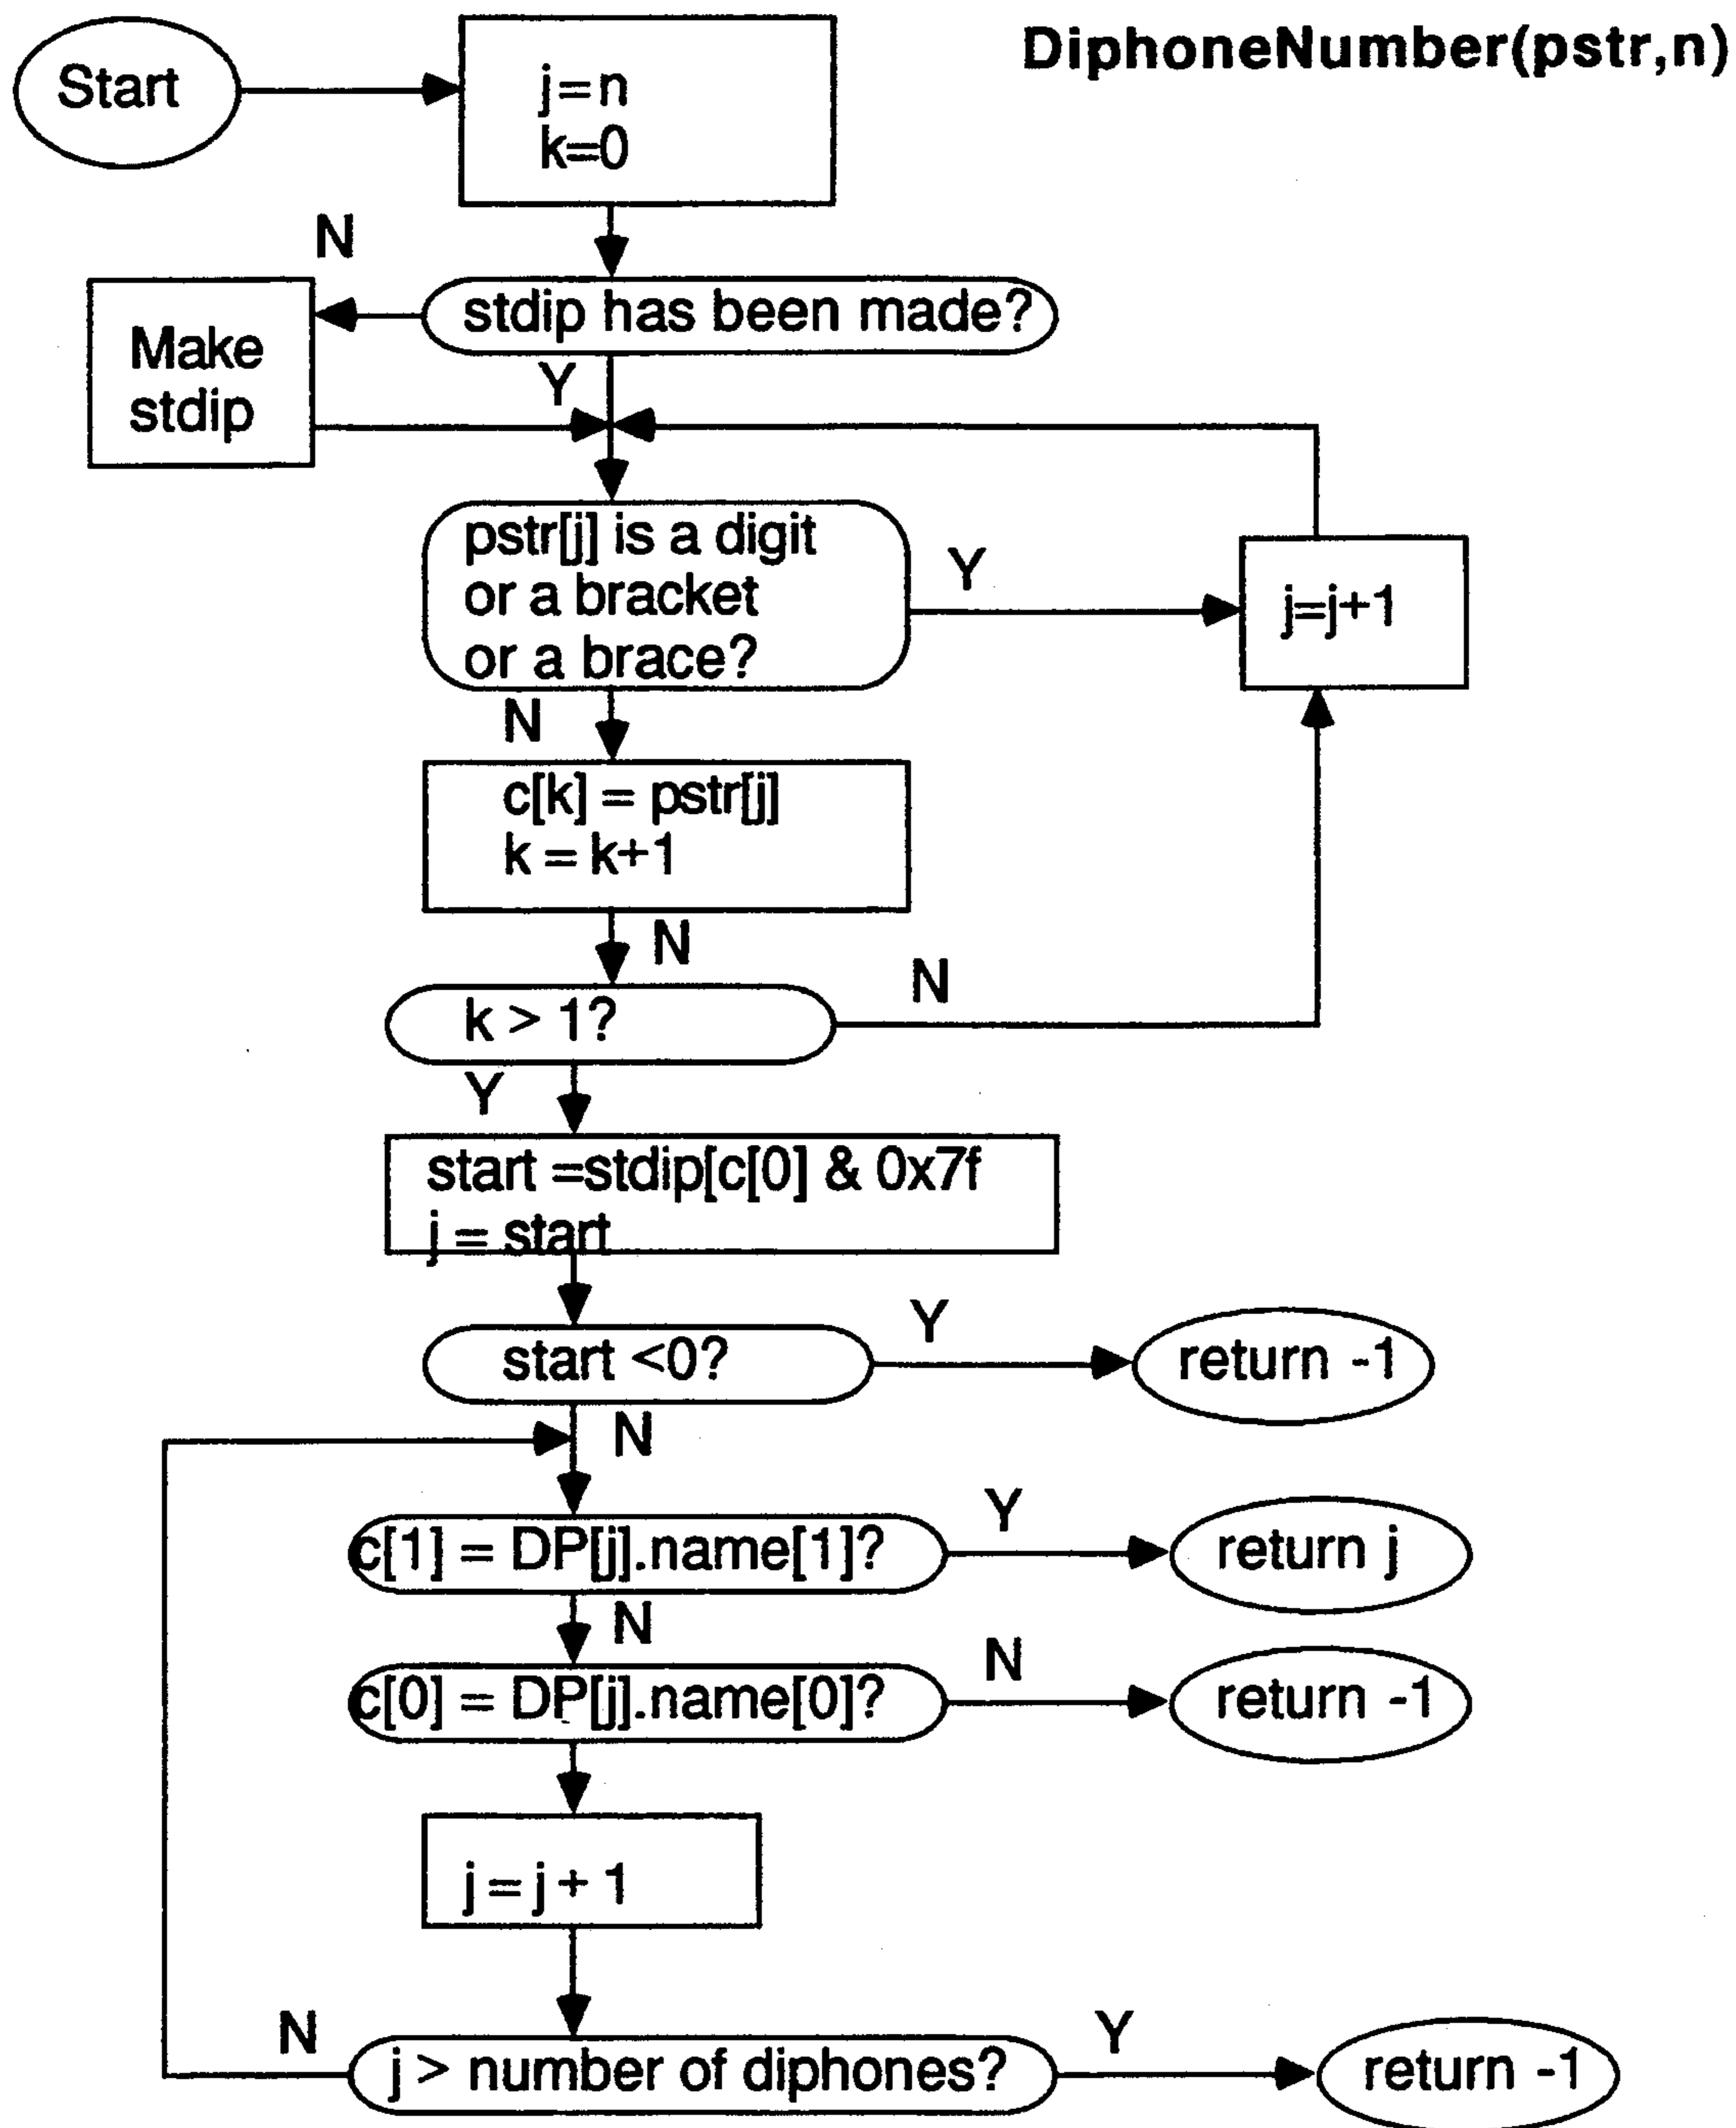 DiphoneNumber(pstr,n)
Start
j=n
k=0
N
stdip has been made?
Make
stdip
Y
pstr[j] is a digit
or a bracket
or a brace?
Y
j=j+1
N
c[k] = pstr[j]
k = k+1
N
k > 1?
N
Y
start =stdip[c[0] & 0x7f
j = start
start <0?
Y
return -1
N
c[1] = DP[j].name[1]?
Y
return j
N
c[0] = DP[j].name[0]?
N
return -1
j = j + 1
N
j > number of diphones?
Y
return -1